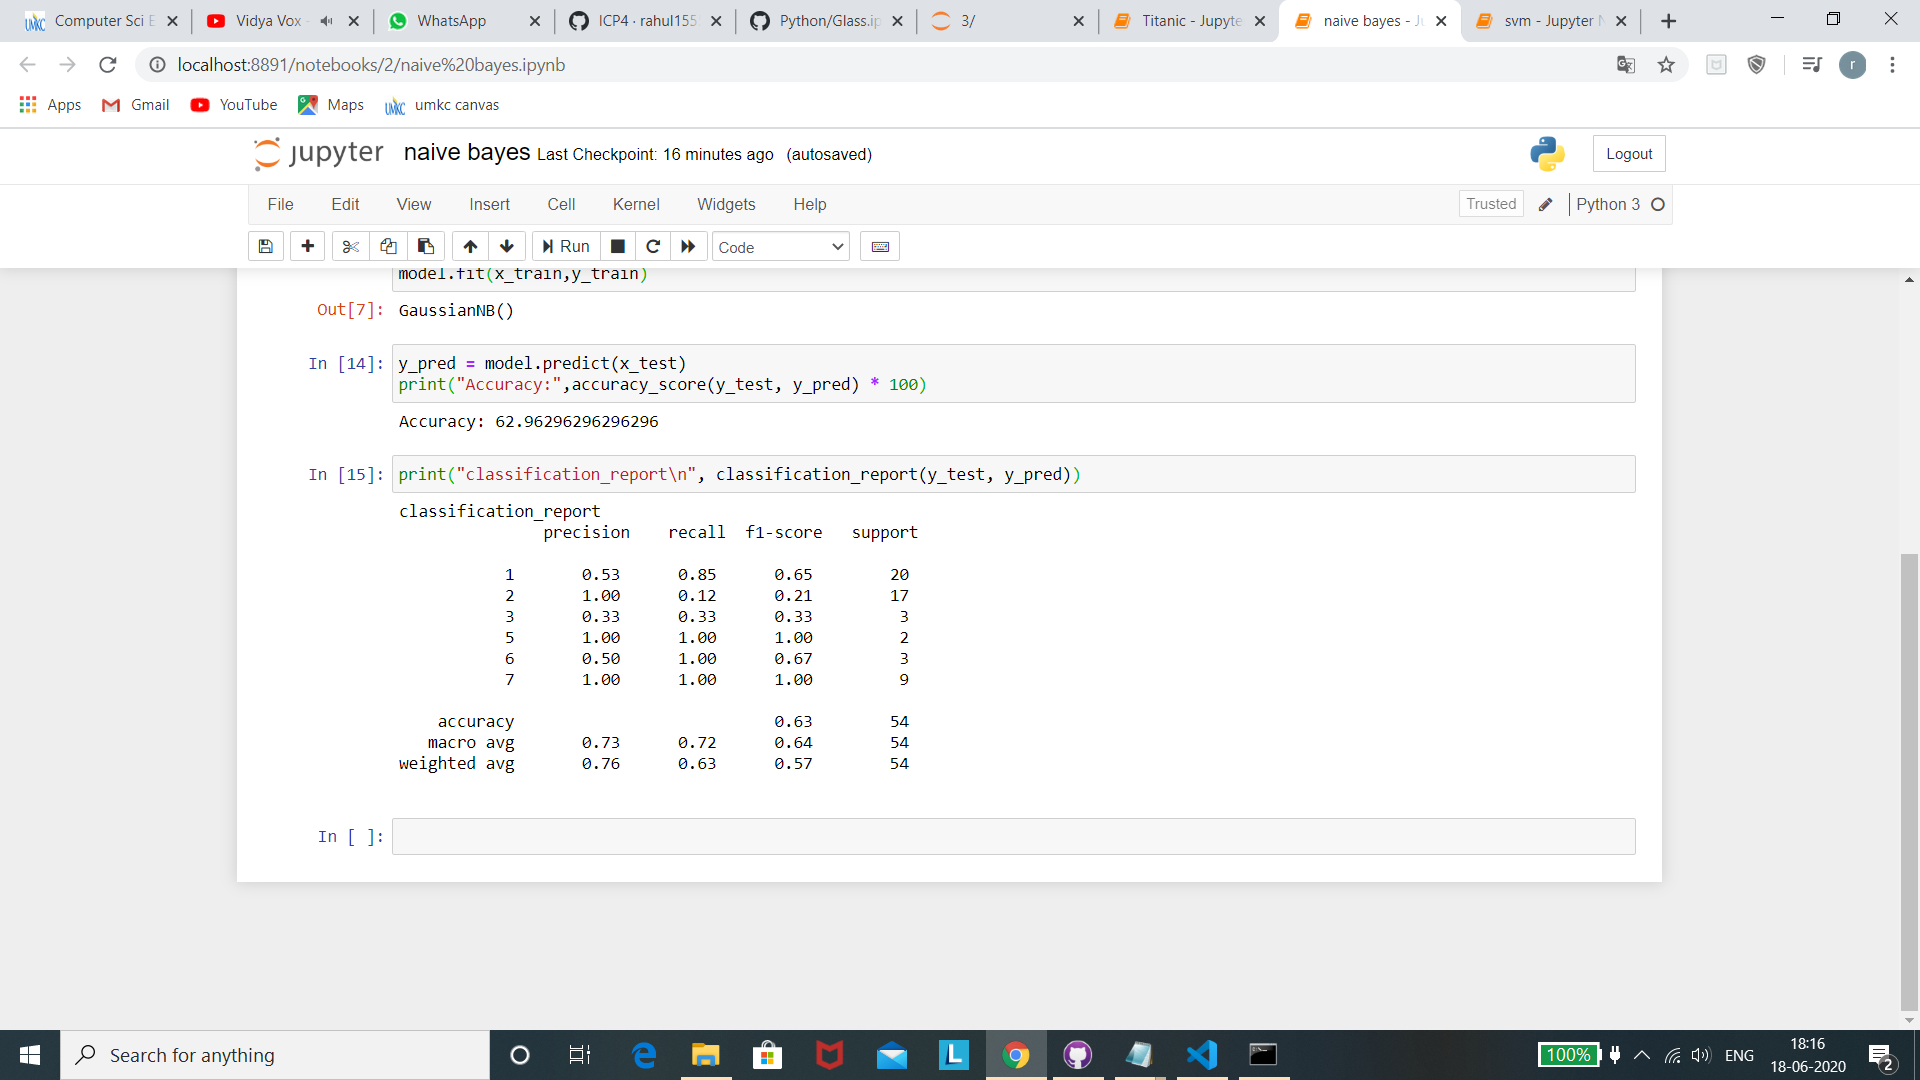 Computer Sci E
Vidya Vox -
WhatsApp
ICP4 · rahul155
Python/Glass.ip
3/
Titanic - Jupyte
naive bayes - Ju
svm - Jupyter N
localhost:8891/notebooks/2/naive%20bayes.ipynb
r
Apps
Gmail
YouTube
Maps
UMKC
umkc canvas
jupyter
naive bayes Last Checkpoint: 16 minutes ago (autosaved)
Logout
File Edit View Insert Cell Kernel Widgets Help
Trusted
Python 3
Run
Code
model.fit(x_train,y_train)
Out[7]: GaussianNB()
In [14]: y_pred = model.predict(x_test)
print("Accuracy:",accuracy_score(y_test, y_pred) * 100)
Accuracy: 62.96296296296296
In [15]: print("classification_report\n", classification_report(y_test, y_pred))
classification_report
precision recall f1-score support
1 0.53 0.85 0.65 20
2 1.00 0.12 0.21 17
3 0.33 0.33 0.33 3
5 1.00 1.00 1.00 2
6 0.50 1.00 0.67 3
7 1.00 1.00 1.00 9
accuracy 0.63 54
macro avg 0.73 0.72 0.64 54
weighted avg 0.76 0.63 0.57 54
In [ ]:
Search for anything
L
100%
ENG
18:16
18-06-2020
2